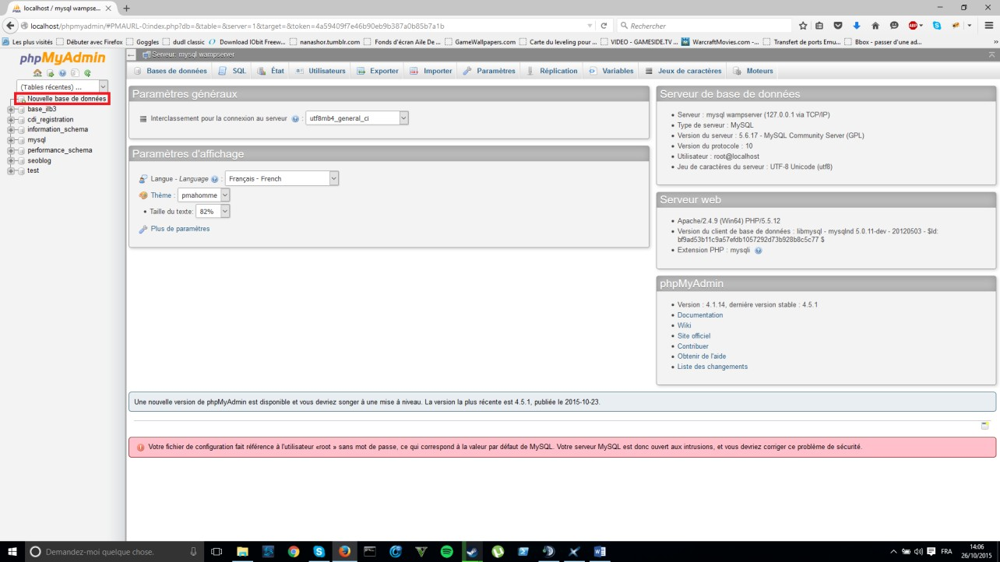 localhost / mysql wampse...
localhost/phpmyadmin/#PMAURL-0:index.php?db=&table=&server=1&target=&token=4a59409f7e46b90eb9b387a0b85b7a1b
Rechercher
Les plus visités Débuter avec Firefox Goggles dudl classic Download IObit Freew... nanashor.tumblr.com Fonds d'écran Aile De ... GameWallpapers.com Carte du leveling pour ... VIDEO - GAMESIDE.TV ... WarcraftMovies.com -... Transfert de ports Emu... Bbox - passer d'une ad...
phpMyAdmin
(Tables récentes) ...
Nouvelle base de données
base_ilb3
cdi_registration
information_schema
mysql
performance_schema
seoblog
test
Serveur: mysql wampserver
Bases de données SQL État Utilisateurs Exporter Importer Paramètres Réplication Variables Jeux de caractères Moteurs
Paramètres généraux
Interclassement pour la connexion au serveur : utf8mb4_general_ci
Paramètres d'affichage
Langue - Language : Français - French
Thème : pmahomme
• Taille du texte: 82%
Plus de paramètres
Serveur de base de données
• Serveur : mysql wampserver (127.0.0.1 via TCP/IP)
• Type de serveur : MySQL
• Version du serveur : 5.6.17 - MySQL Community Server (GPL)
• Version du protocole : 10
• Utilisateur : root@localhost
• Jeu de caractères du serveur : UTF-8 Unicode (utf8)
Serveur web
• Apache/2.4.9 (Win64) PHP/5.5.12
• Version du client de base de données : libmysql - mysqlnd 5.0.11-dev - 20120503 - $Id:
bf9ad53b11c9a57efdb1057292d73b928b8c5c77 $
• Extension PHP : mysqli
phpMyAdmin
• Version : 4.1.14, dernière version stable : 4.5.1
• Documentation
• Wiki
• Site officiel
• Contribuer
• Obtenir de l'aide
• Liste des changements
Une nouvelle version de phpMyAdmin est disponible et vous devriez songer à une mise à niveau. La version la plus récente est 4.5.1, publiée le 2015-10-23.
Votre fichier de configuration fait référence à l'utilisateur «root » sans mot de passe, ce qui correspond à la valeur par défaut de MySQL. Votre serveur MySQL est donc ouvert aux intrusions, et vous devriez corriger ce problème de sécurité.
Demandez-moi quelque chose.
FRA
14:06
26/10/2015